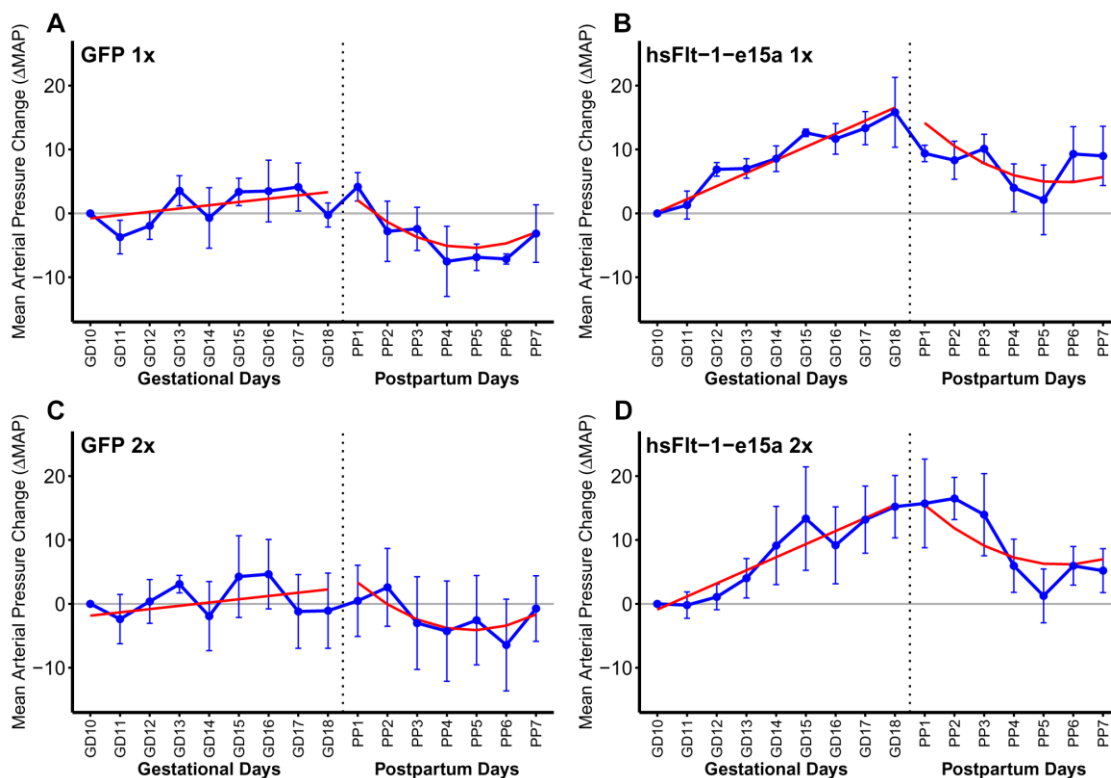 A
GFP 1x
Mean Arterial Pressure Change (ΔMAP)
20
10
0
−10
GD10 GD11 GD12 GD13 GD14 GD15 GD16 GD17 GD18 PP1 PP2 PP3 PP4 PP5 PP6 PP7
Gestational Days Postpartum Days
B
hsFlt−1−e15a 1x
Mean Arterial Pressure Change (ΔMAP)
20
10
0
−10
GD10 GD11 GD12 GD13 GD14 GD15 GD16 GD17 GD18 PP1 PP2 PP3 PP4 PP5 PP6 PP7
Gestational Days Postpartum Days
C
GFP 2x
Mean Arterial Pressure Change (ΔMAP)
20
10
0
−10
GD10 GD11 GD12 GD13 GD14 GD15 GD16 GD17 GD18 PP1 PP2 PP3 PP4 PP5 PP6 PP7
Gestational Days Postpartum Days
D
hsFlt−1−e15a 2x
Mean Arterial Pressure Change (ΔMAP)
20
10
0
−10
GD10 GD11 GD12 GD13 GD14 GD15 GD16 GD17 GD18 PP1 PP2 PP3 PP4 PP5 PP6 PP7
Gestational Days Postpartum Days